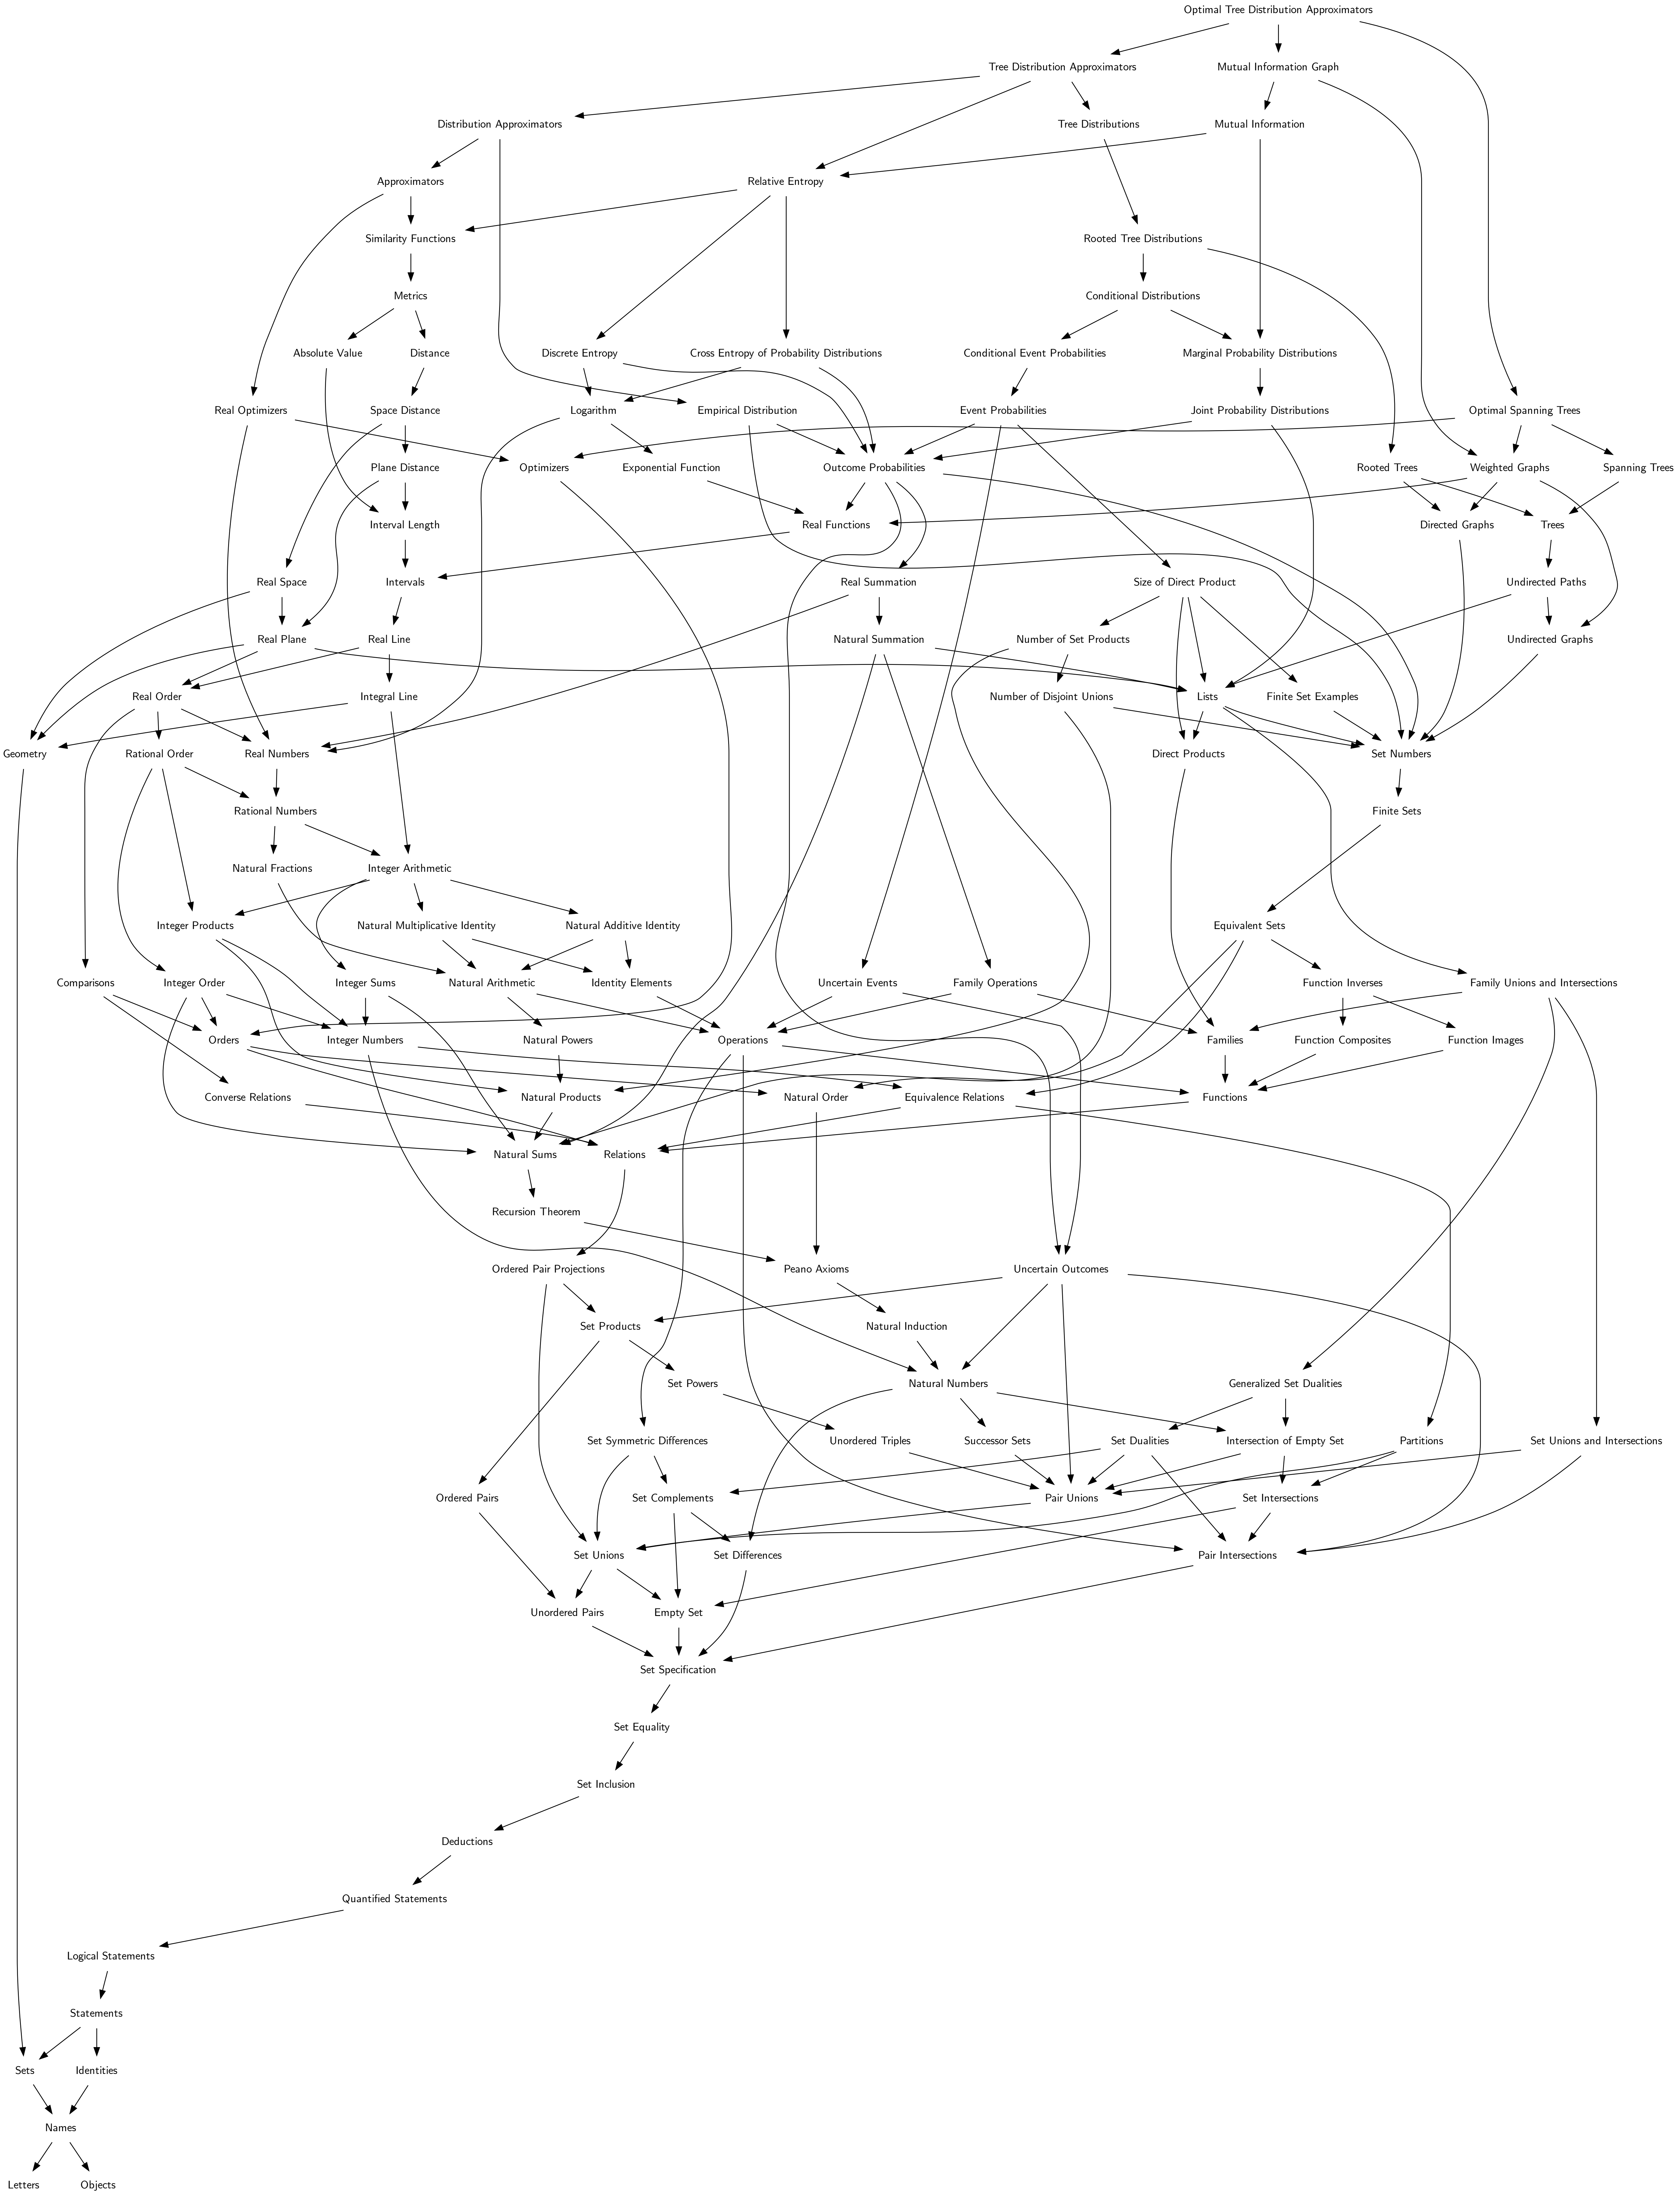 Optimal Tree Distribution Approximators
Tree Distribution Approximators
Mutual Information Graph
Distribution Approximators
Tree Distributions
Mutual Information
Approximators
Relative Entropy
Similarity Functions
Rooted Tree Distributions
Metrics
Conditional Distributions
Absolute Value
Distance
Discrete Entropy
Cross Entropy of Probability Distributions
Conditional Event Probabilities
Marginal Probability Distributions
Real Optimizers
Space Distance
Logarithm
Empirical Distribution
Event Probabilities
Joint Probability Distributions
Optimal Spanning Trees
Plane Distance
Optimizers
Exponential Function
Outcome Probabilities
Rooted Trees
Weighted Graphs
Spanning Trees
Interval Length
Real Functions
Directed Graphs
Trees
Real Space
Intervals
Real Summation
Size of Direct Product
Undirected Paths
Real Plane
Real Line
Natural Summation
Number of Set Products
Undirected Graphs
Real Order
Integral Line
Number of Disjoint Unions
Lists
Finite Set Examples
Geometry
Rational Order
Real Numbers
Direct Products
Set Numbers
Rational Numbers
Finite Sets
Natural Fractions
Integer Arithmetic
Integer Products
Natural Multiplicative Identity
Natural Additive Identity
Equivalent Sets
Comparisons
Integer Order
Integer Sums
Natural Arithmetic
Identity Elements
Uncertain Events
Family Operations
Function Inverses
Family Unions and Intersections
Orders
Integer Numbers
Natural Powers
Operations
Families
Function Composites
Function Images
Converse Relations
Natural Products
Natural Order
Equivalence Relations
Functions
Natural Sums
Relations
Recursion Theorem
Ordered Pair Projections
Peano Axioms
Uncertain Outcomes
Set Products
Natural Induction
Set Powers
Natural Numbers
Generalized Set Dualities
Set Symmetric Differences
Unordered Triples
Successor Sets
Set Dualities
Intersection of Empty Set
Partitions
Set Unions and Intersections
Ordered Pairs
Set Complements
Pair Unions
Set Intersections
Set Unions
Set Differences
Pair Intersections
Unordered Pairs
Empty Set
Set Specification
Set Equality
Set Inclusion
Deductions
Quantified Statements
Logical Statements
Statements
Sets
Identities
Names
Letters
Objects